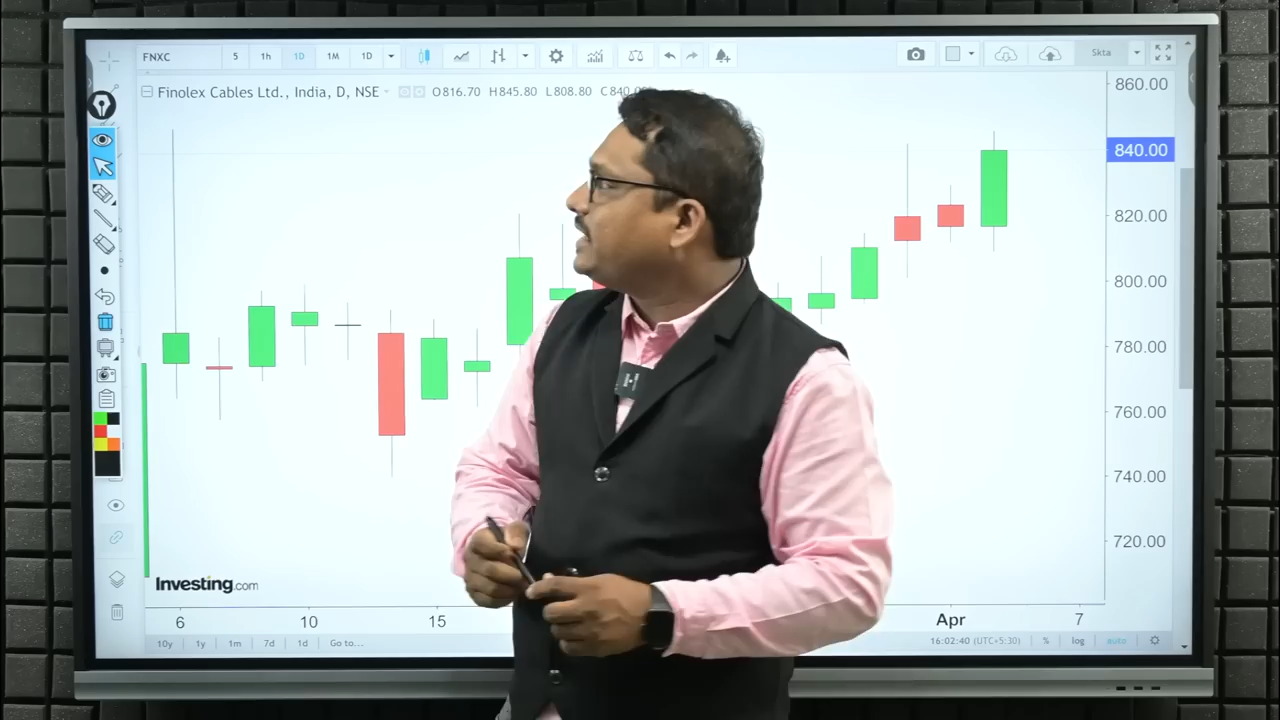 FNXC 5 1h 1D 1M 1D Skta
Finolex Cables Ltd., India, D, NSE O816.70 H845.80 L808.80 C840.0
860.00
840.00
820.00
800.00
780.00
760.00
740.00
720.00
Investing.com
6 10 15 Apr 7
10y 1y 1m 7d 1d Go to... 16:02:40 (UTC+5:30) % log auto